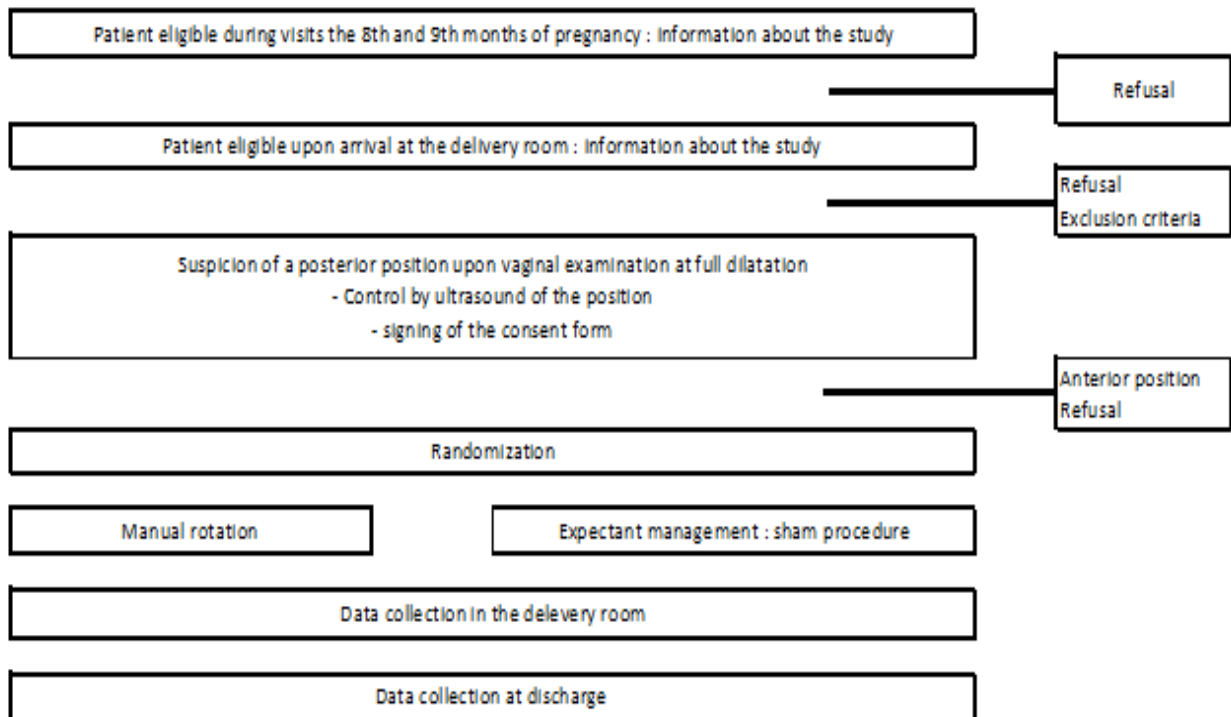 Patient eligible during visits the 8th and 9th months of pregnancy : information about the study
Refusal
Patient eligible upon arrival at the delivery room : information about the study
Refusal
Exclusion criteria
Suspicion of a posterior position upon vaginal examination at full dilatation
- Control by ultrasound of the position
- signing of the consent form
Anterior position
Refusal
Randomization
Manual rotation
Expectant management : sham procedure
Data collection in the delevery room
Data collection at discharge